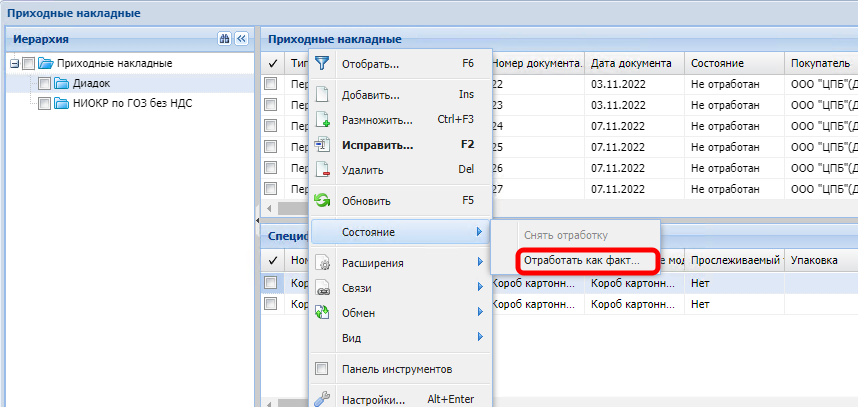 Приходные накладные
Иерархия
Приходные накладные
Диадок
НИОКР по ГОЗ без НДС
Приходные накладные
Тип Номер документа. Дата документа Состояние Покупатель
Пер 22 03.11.2022 Не отработан ООО "ЦПБ"(Д
Пер 23 03.11.2022 Не отработан ООО "ЦПБ"(Д
Пер 24 07.11.2022 Не отработан ООО "ЦПБ"(Д
Пер 25 07.11.2022 Не отработан ООО "ЦПБ"(Д
Пер 26 07.11.2022 Не отработан ООО "ЦПБ"(Д
Пер 27 07.11.2022 Не отработан ООО "ЦПБ"(Д
Отобрать... F6
Добавить... Ins
Размножить... Ctrl+F3
Исправить... F2
Удалить Del
Обновить F5
Состояние
Расширения
Связи
Обмен
Вид
Панель инструментов
Настройки... Alt+Enter
Снять отработку
Отработать как факт...
Специф
Ном е мод Прослеживаемый т Упаковка
Кор Короб картонн... Короб картонн... Нет
Кор Короб картонн... Короб картонн... Нет